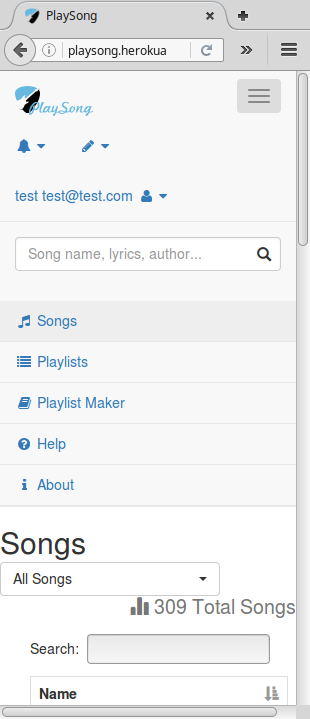 PlaySong
playsong.herokua
PlaySong
test test@test.com
Song name, lyrics, author...
Songs
Playlists
Playlist Maker
Help
About
Songs
All Songs
309 Total Songs
Search:
Name